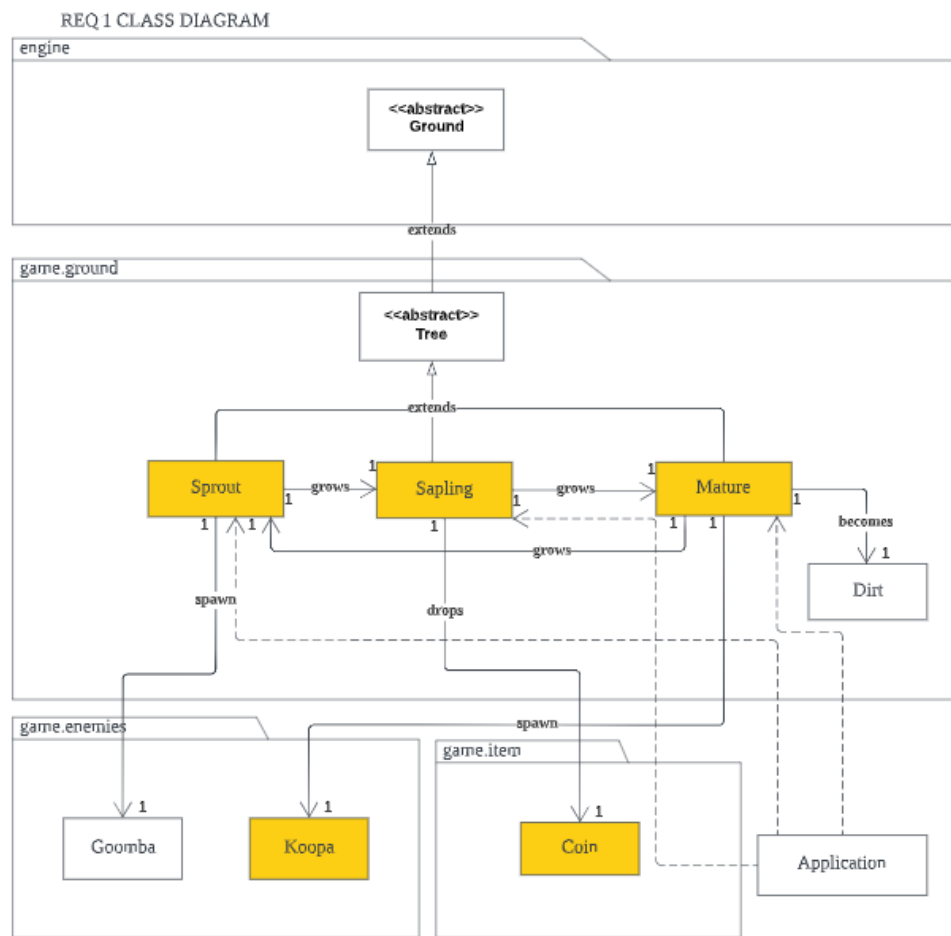 REQ 1 CLASS DIAGRAM
engine
<<abstract>>
Ground
extends
game.ground
<<abstract>>
Tree
extends
Sprout
1
grows
1
Sapling
1
grows
1
Mature
1
1
1
1
1
1
1
becomes
grows
1
Dirt
spawn
drops
game.enemies
spawn
game.item
1
1
1
Goomba
Koopa
Coin
Application